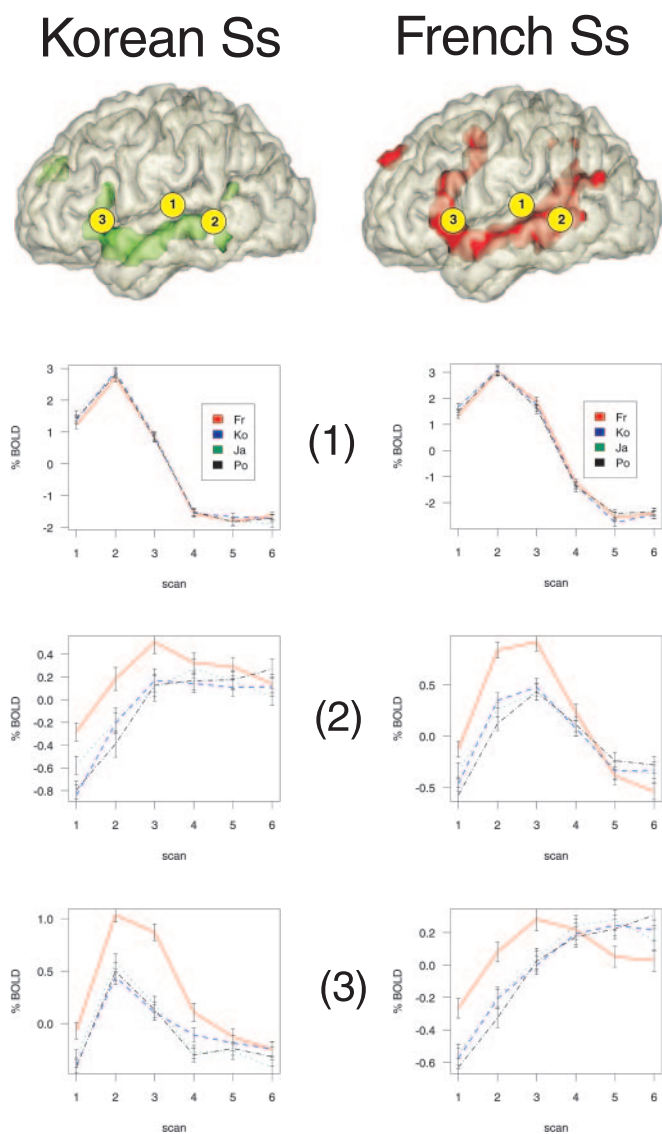 Korean Ss
French Ss
1
2
3
1
2
3
% BOLD
3
2
1
0
-1
-2
Fr
Ko
Ja
Po
1 2 3 4 5 6
scan
(1)
% BOLD
3
2
1
0
-1
-2
Fr
Ko
Ja
Po
1 2 3 4 5 6
scan
% BOLD
0.4
0.2
0.0
-0.2
-0.4
-0.6
-0.8
1 2 3 4 5 6
scan
(2)
% BOLD
0.5
0.0
-0.5
1 2 3 4 5 6
scan
% BOLD
1.0
0.5
0.0
1 2 3 4 5 6
scan
(3)
% BOLD
0.2
0.0
-0.2
-0.4
-0.6
1 2 3 4 5 6
scan